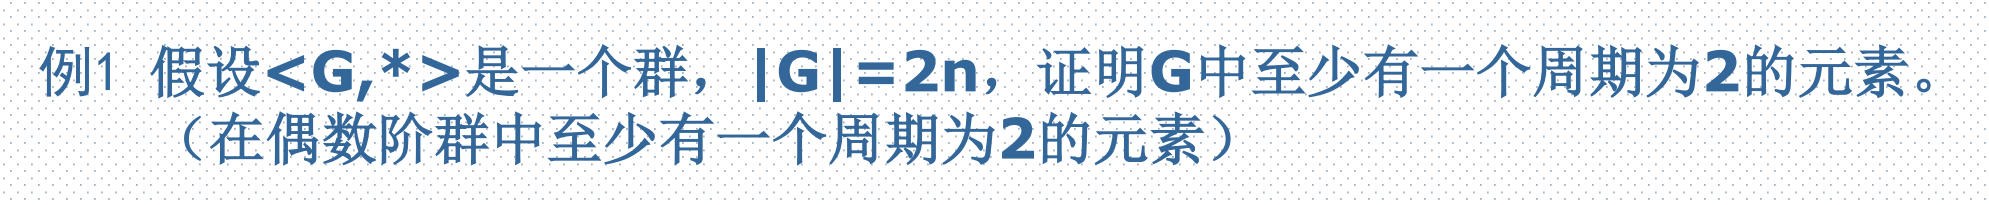 例1 假设<G,*>是一个群，|G|=2n，证明G中至少有一个周期为2的元素。
（在偶数阶群中至少有一个周期为2的元素）